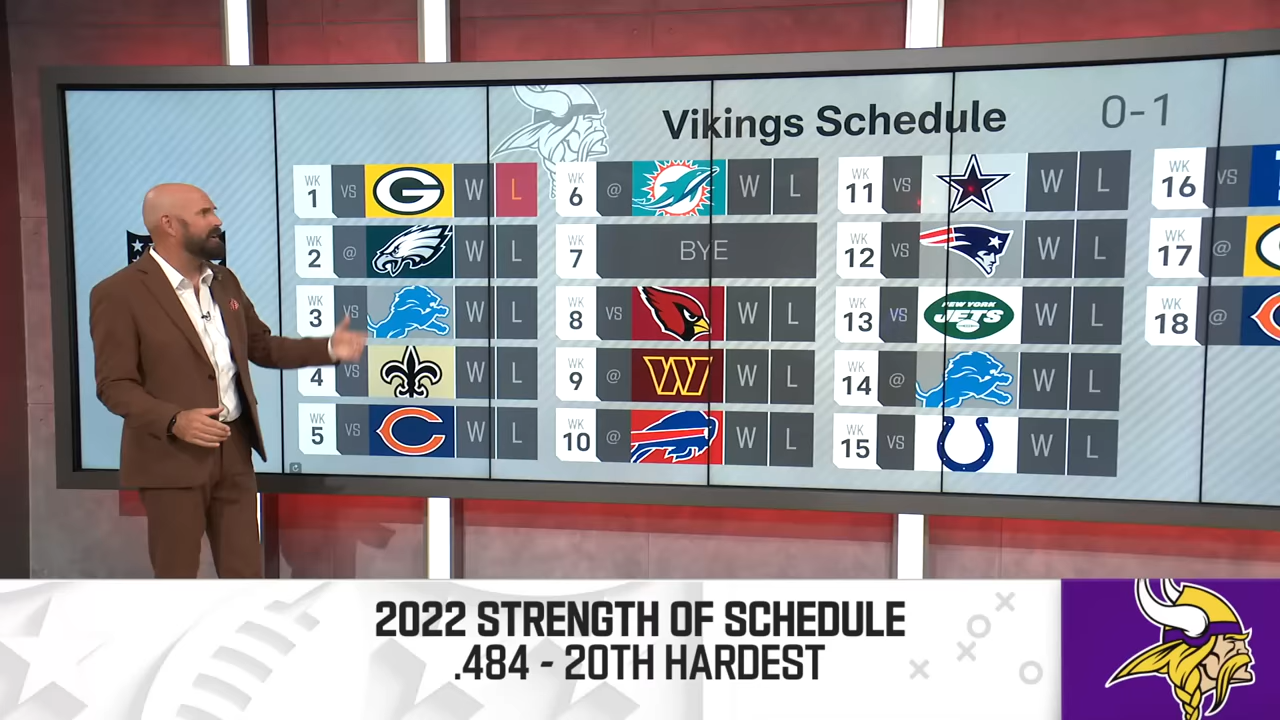 Vikings Schedule 0-1
WK 1 VS G W L
WK 2 @ W L
WK 3 VS W L
WK 4 VS W L
WK 5 VS C W L
WK 6 @ W L
WK 7 BYE
WK 8 VS W L
WK 9 @ W W L
WK 10 @ W L
WK 11 VS W L
WK 12 VS W L
WK 13 VS NEW YORK JETS W L
WK 14 @ W L
WK 15 VS W L
WK 16 VS
WK 17 @
WK 18 @
2022 STRENGTH OF SCHEDULE
.484 - 20TH HARDEST